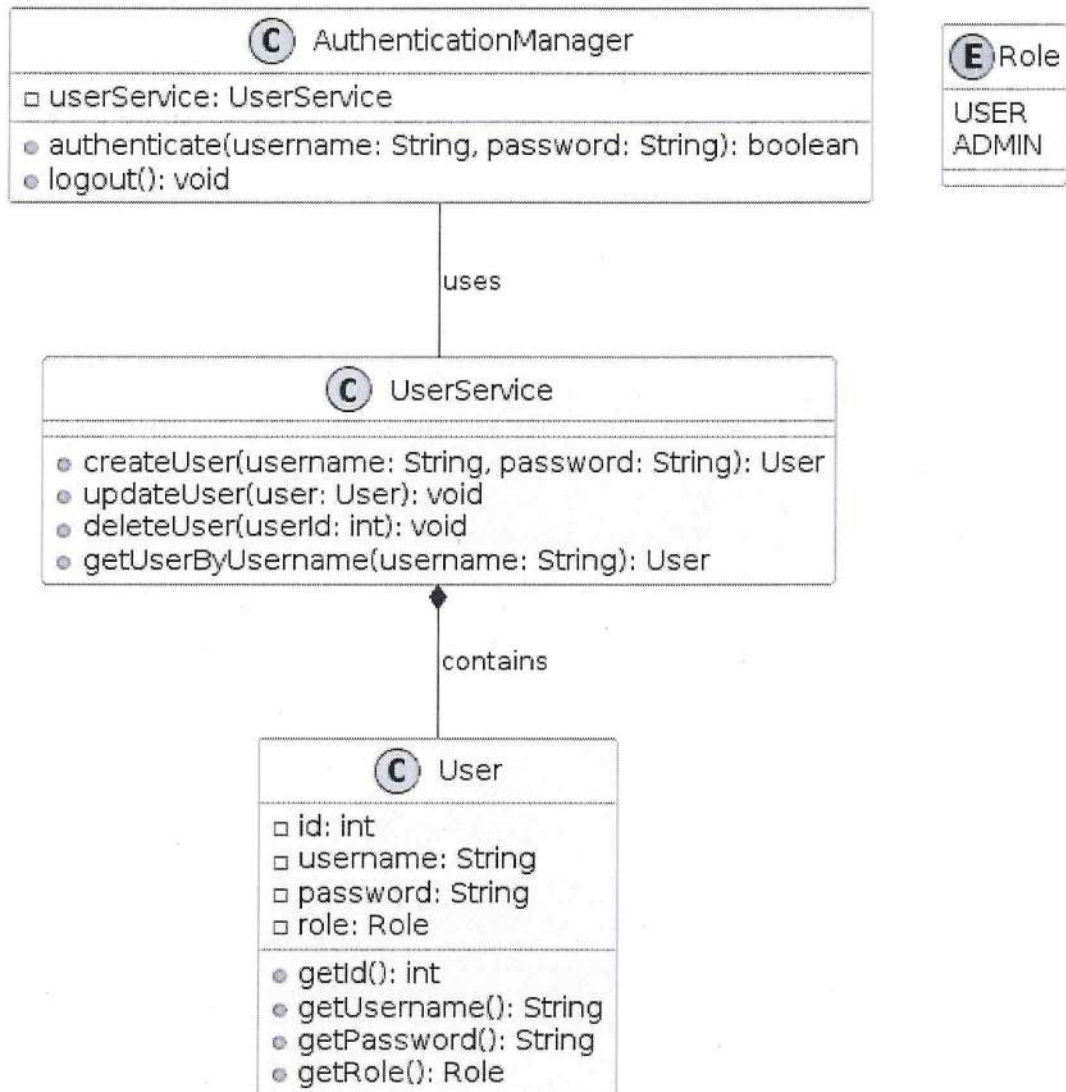 C AuthenticationManager
userService: UserService
authenticate(username: String, password: String): boolean
logout(): void
E Role
USER
ADMIN
uses
C UserService
createUser(username: String, password: String): User
updateUser(user: User): void
deleteUser(userId: int): void
getUserByUsername(username: String): User
contains
C User
id: int
username: String
password: String
role: Role
getId(): int
getUsername(): String
getPassword(): String
getRole(): Role